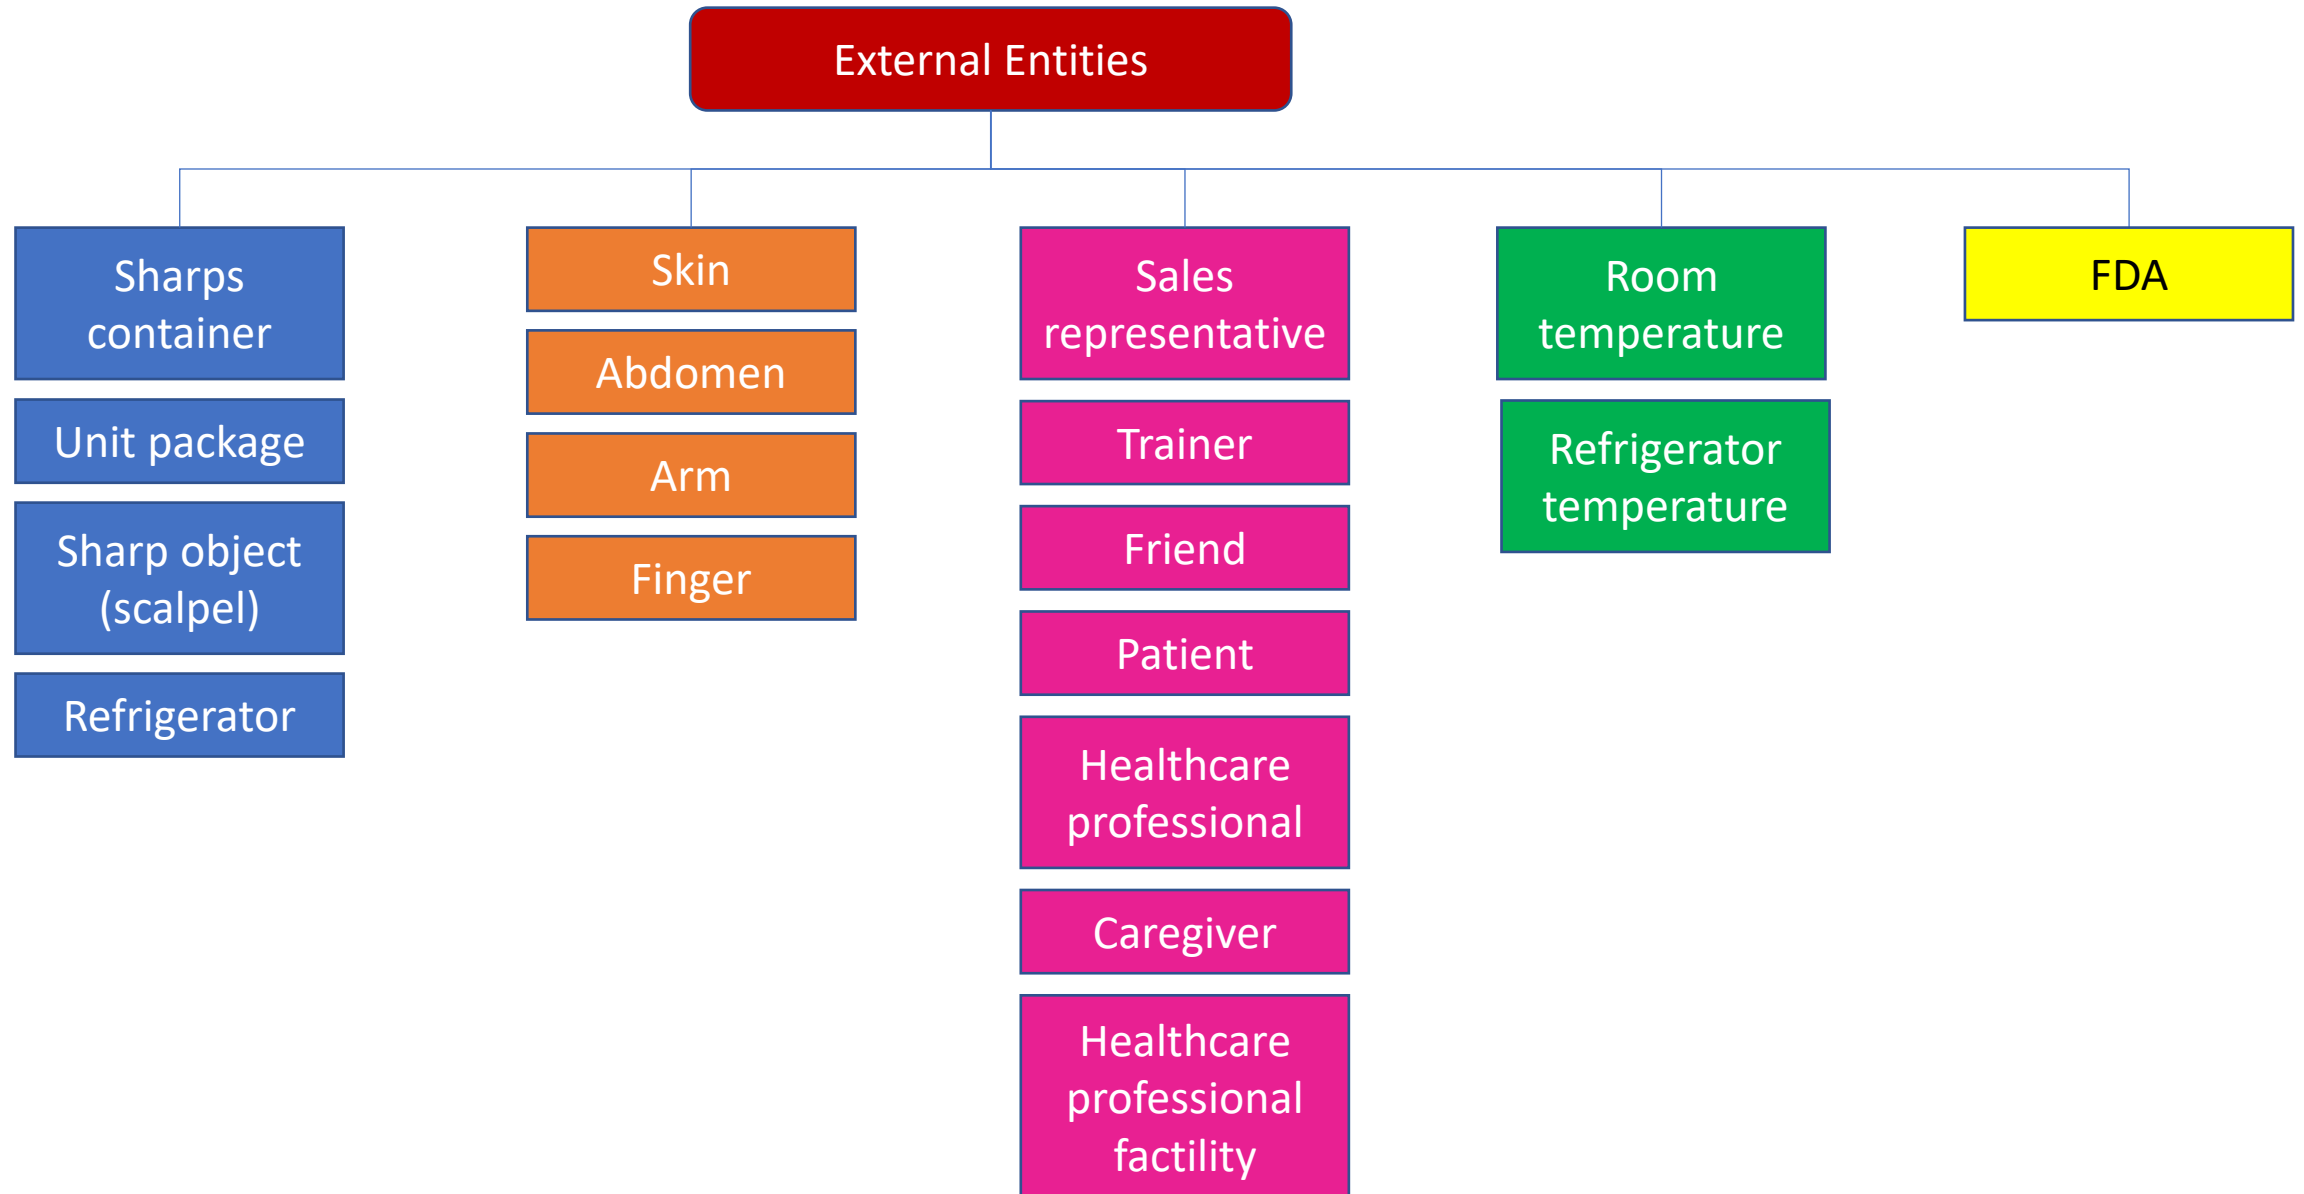 External Entities
Sharps
container
Unit package
Sharp object
(scalpel)
Refrigerator
Skin
Abdomen
Arm
Finger
Sales
representative
Trainer
Friend
Patient
Healthcare
professional
Caregiver
Healthcare
professional
factility
Room
temperature
Refrigerator
temperature
FDA